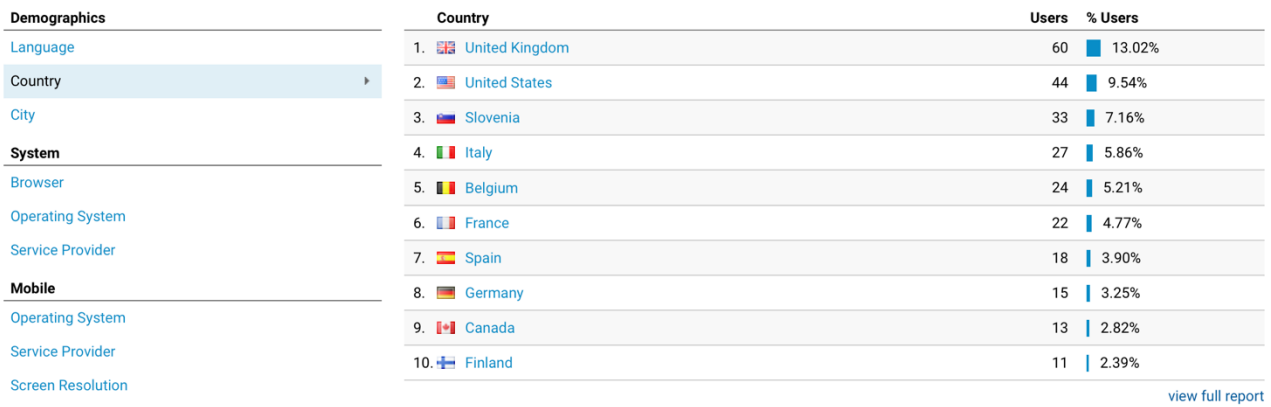 Demographics
Language
Country
City
System
Browser
Operating System
Service Provider
Mobile
Operating System
Service Provider
Screen Resolution
Country Users % Users
1. United Kingdom 60 13.02%
2. United States 44 9.54%
3. Slovenia 33 7.16%
4. Italy 27 5.86%
5. Belgium 24 5.21%
6. France 22 4.77%
7. Spain 18 3.90%
8. Germany 15 3.25%
9. Canada 13 2.82%
10. Finland 11 2.39%
view full report